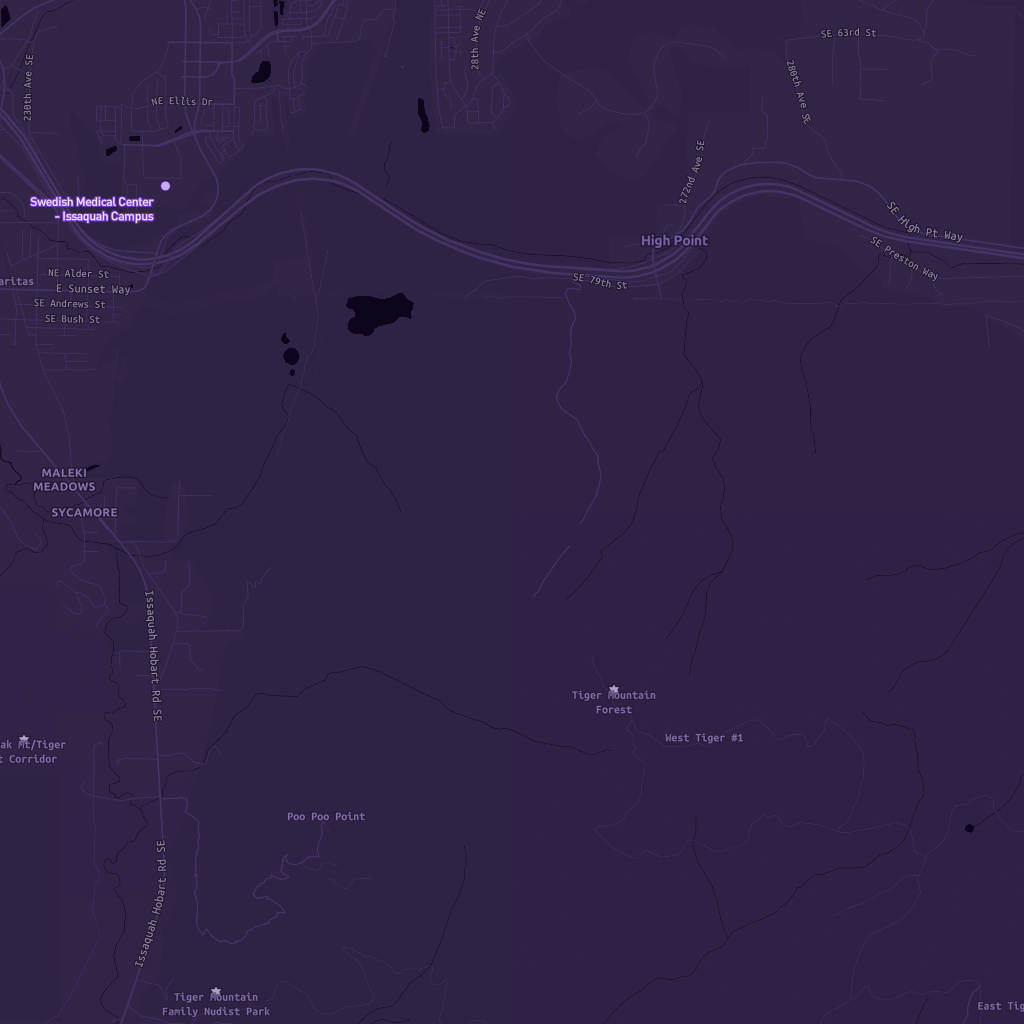 SE 63rd St
28th Ave NE
230th Ave SE
280th Ave SE
NE Ellis Dr
272nd Ave SE
Swedish Medical Center
- Issaquah Campus
SE High Pt Way
High Point
SE Preston Way
NE Alder St
aritas
SE 79th St
E Sunset Way
SE Andrews St
SE Bush St
MALEKI
MEADOWS
SYCAMORE
Issaquah Hobart Rd SE
Tiger Mountain
Forest
West Tiger #1
ak Mt/Tiger
t Corridor
Poo Poo Point
Issaquah Hobart Rd SE
Tiger Mountain
Family Nudist Park
East Tig